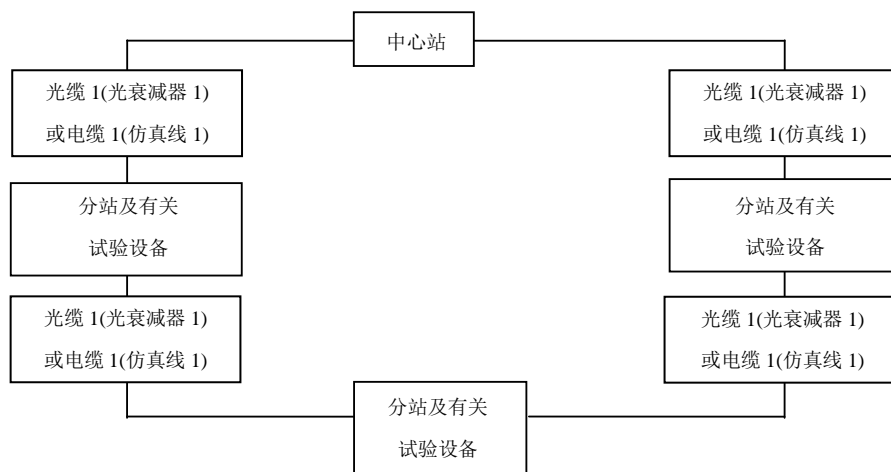 中心站
光缆 1(光衰减器 1)
或电缆 1(仿真线 1)
光缆 1(光衰减器 1)
或电缆 1(仿真线 1)
分站及有关
试验设备
分站及有关
试验设备
光缆 1(光衰减器 1)
或电缆 1(仿真线 1)
光缆 1(光衰减器 1)
或电缆 1(仿真线 1)
分站及有关
试验设备